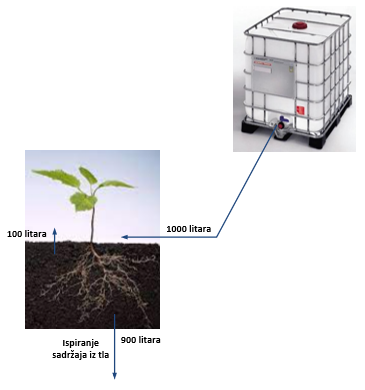 1000 litara
100 litara
900 litara
Ispiranje
sadržaja iz tla